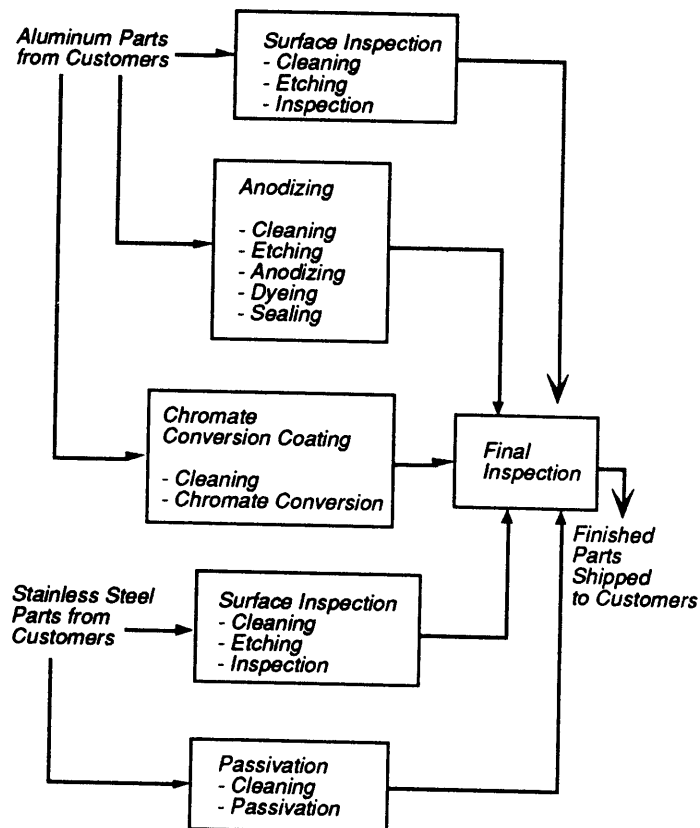 Aluminum Parts
from Customers
Surface Inspection
- Cleaning
- Etching
- Inspection
Anodizing
- Cleaning
- Etching
- Anodizing
- Dyeing
- Sealing
Chromate
Conversion Coating
- Cleaning
- Chromate Conversion
Final
Inspection
Finished
Parts
Shipped
to Customers
Stainless Steel
Parts from
Customers
Surface Inspection
- Cleaning
- Etching
- Inspection
Passivation
- Cleaning
- Passivation